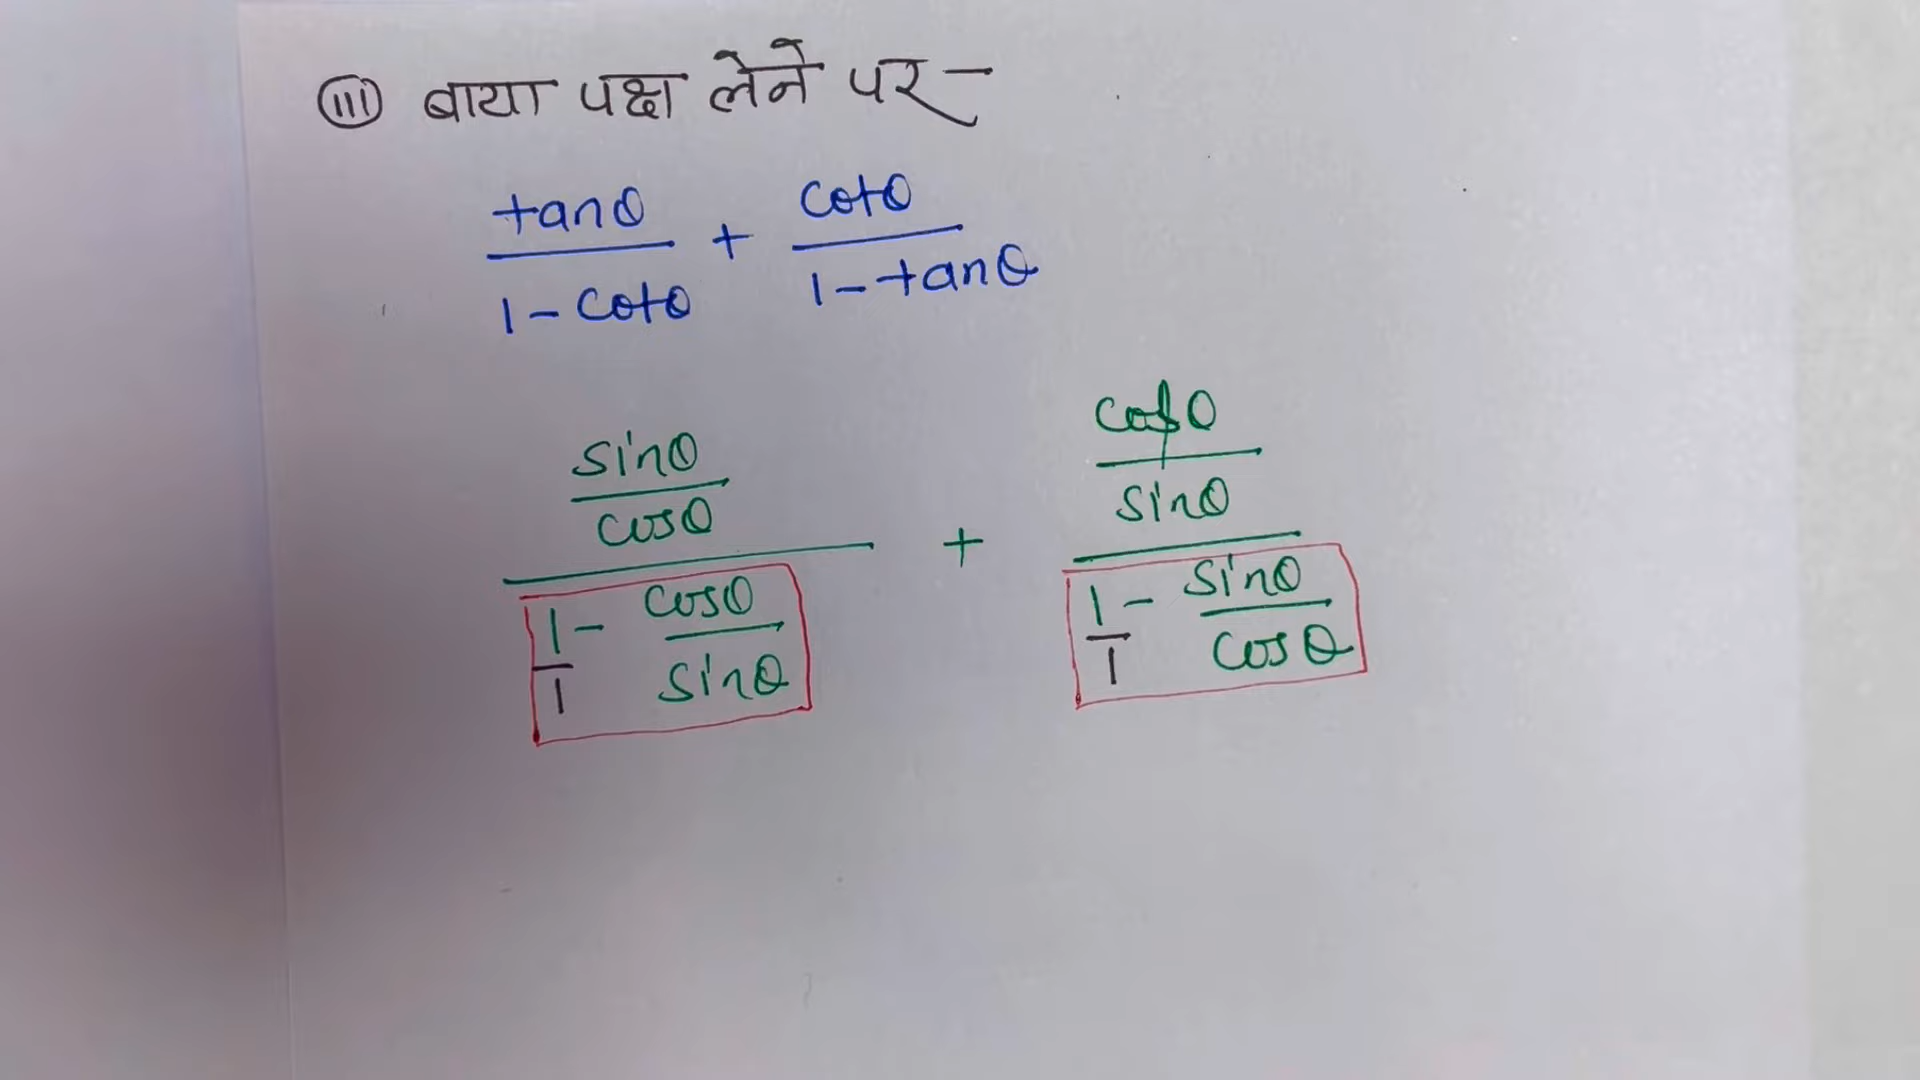 (iii) बाया पक्ष लेने पर –
tanθ/(1 - cotθ) + cotθ/(1 - tanθ)
(sinθ/cosθ)/(1/1 - cosθ/sinθ) + (cosθ/sinθ)/(1/1 - sinθ/cosθ)